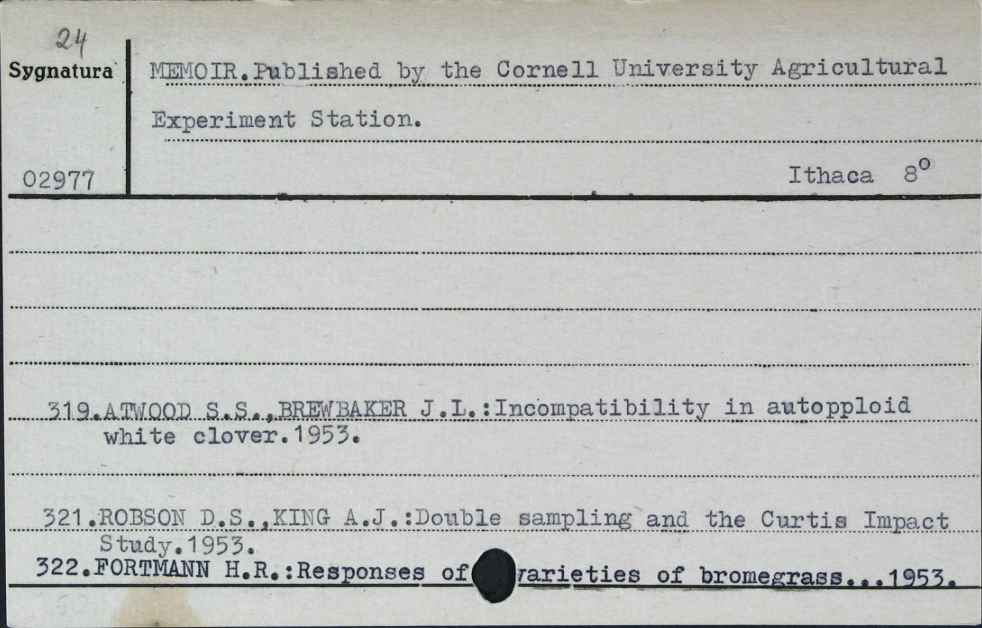 24
Sygnatura
MEMOIR.Published by the Cornell University Agricultural
Experiment Station.
02977
Ithaca 8°
319.ATWOOD S.S.,BREWBAKER J.L.:Incompatibility in autopploid
white clover.1953.
321.ROBSON D.S.,KING A.J.:Double sampling and the Curtis Impact
Study.1953.
322.FORTMANN H.R.:Responses of varieties of bromegrass...1953.